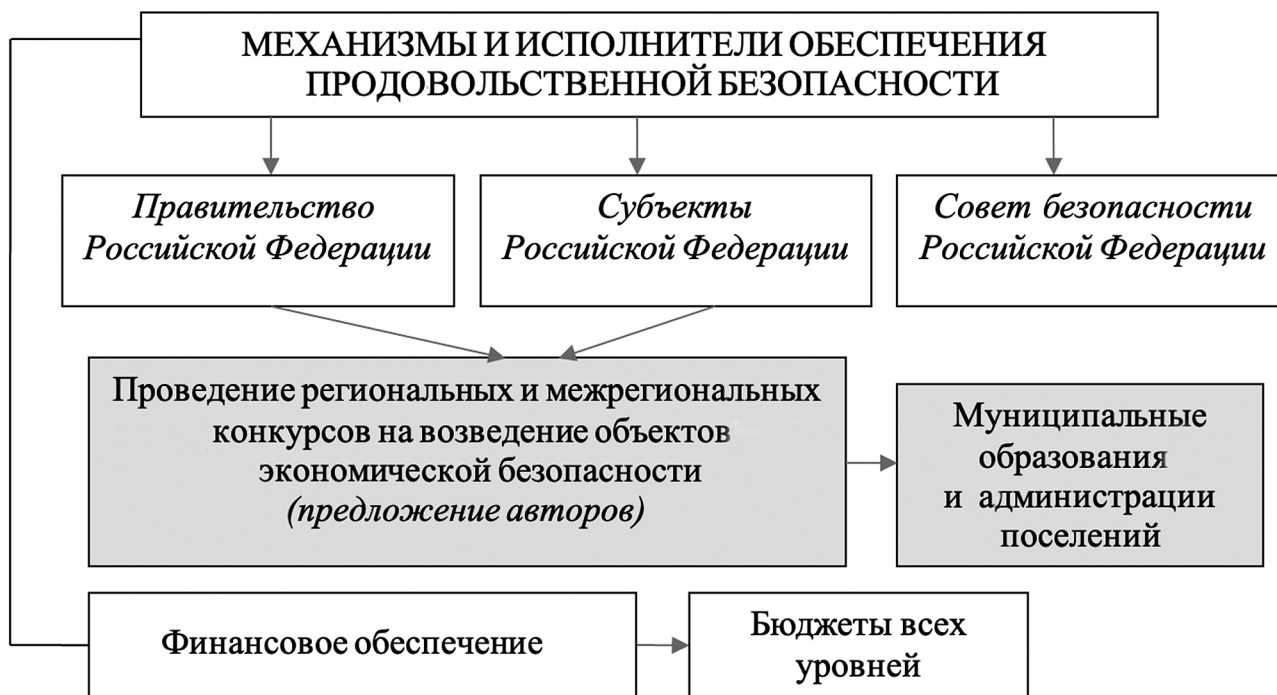 МЕХАНИЗМЫ И ИСПОЛНИТЕЛИ ОБЕСПЕЧЕНИЯ
ПРОДОВОЛЬСТВЕННОЙ БЕЗОПАСНОСТИ
Правительство
Российской Федерации
Субъекты
Российской Федерации
Совет безопасности
Российской Федерации
Проведение региональных и межрегиональных
конкурсов на возведение объектов
экономической безопасности
(предложение авторов)
Муниципальные
образования
и администрации
поселений
Финансовое обеспечение
Бюджеты всех
уровней